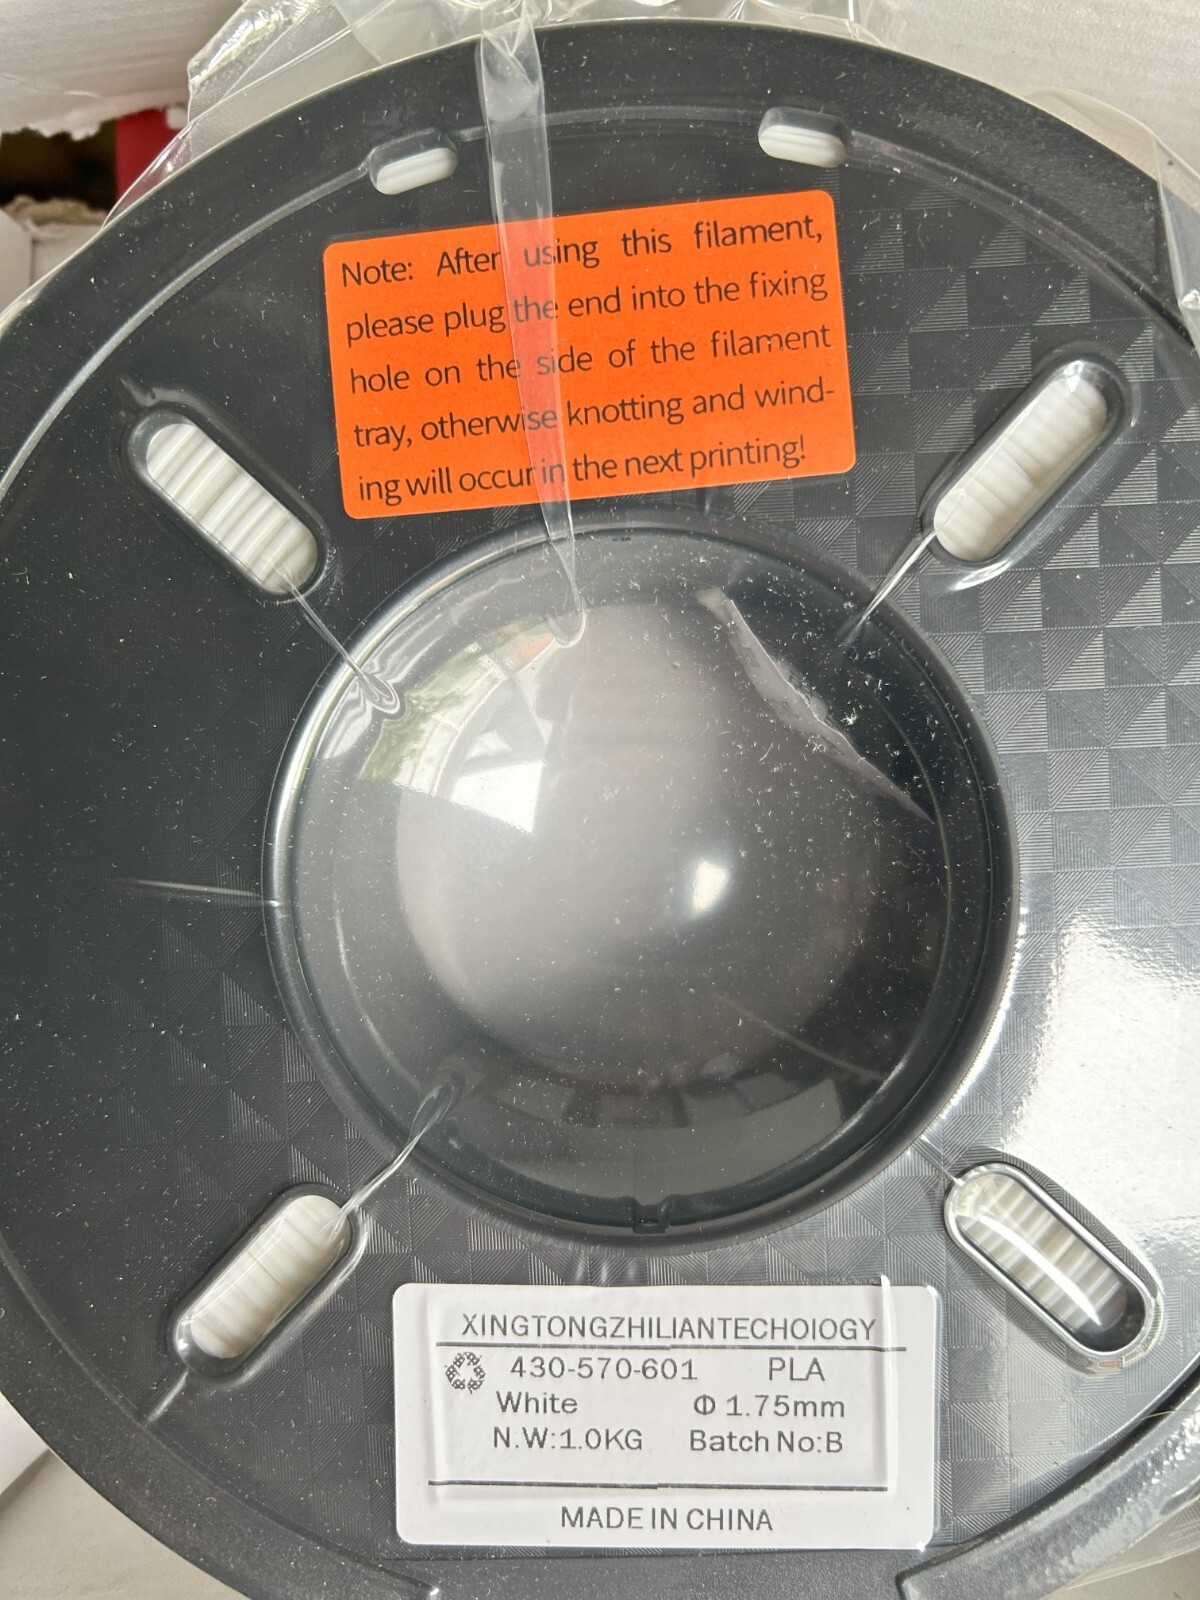 Note: After using this filament,
please plug the end into the fixing
hole on the side of the filament
tray, otherwise knotting and wind-
ing will occur in the next printing!
XINGTONGZHILIANTECHOIOGY
430-570-601 PLA
White Φ 1.75mm
N.W:1.0KG Batch No:B
MADE IN CHINA